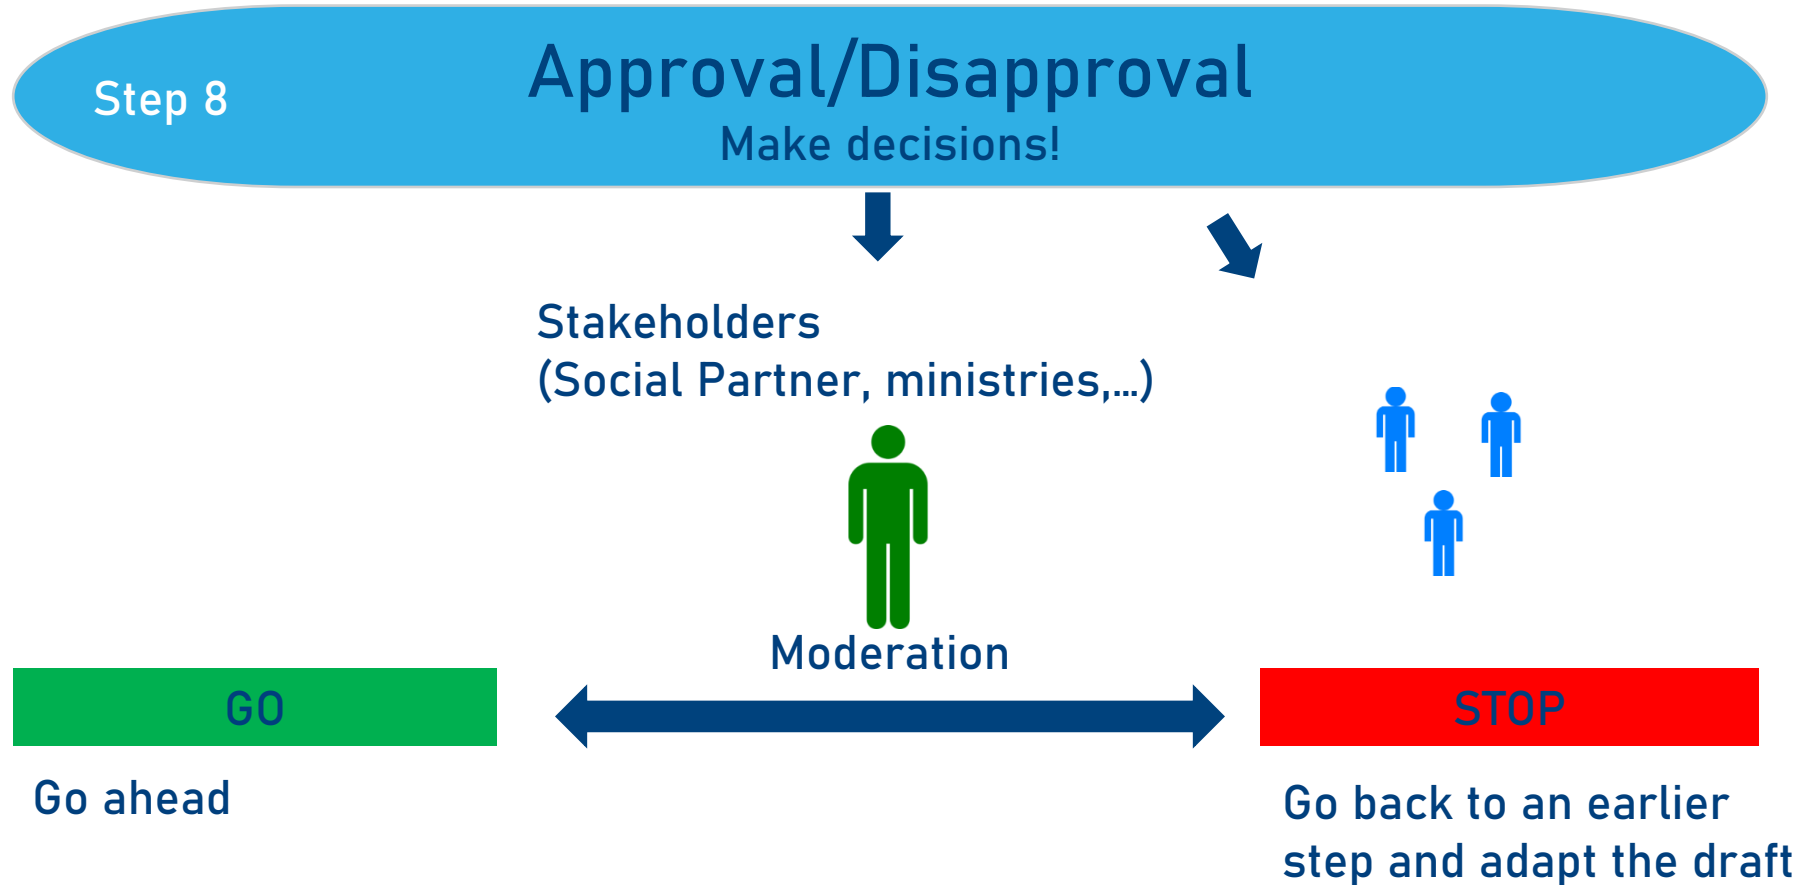 Step 8
Approval/Disapproval
Make decisions!
Stakeholders
(Social Partner, ministries,...)
Moderation
GO
STOP
Go ahead
Go back to an earlier
step and adapt the draft